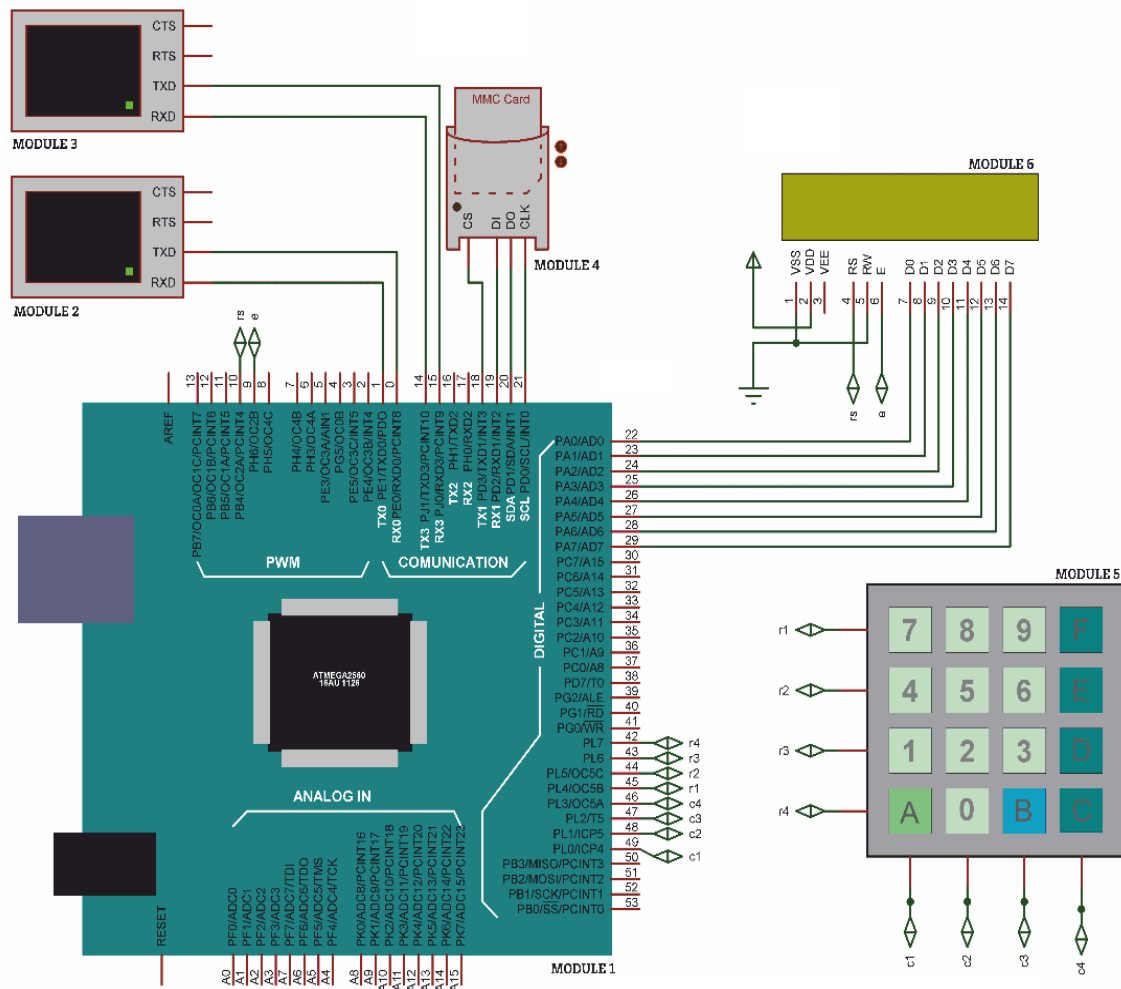 CTS
RTS
TXD
RXD
MODULE 3
CTS
RTS
TXD
RXD
MODULE 2
MMC Card
CS
DI
DO
CLK
MODULE 4
MODULE 6
VSS
VDD
VEE
RS
RW
E
D0
D1
D2
D3
D4
D5
D6
D7
1
2
3
4
5
6
7
8
9
10
11
12
13
14
rs
e
rs
e
13
12
11
10
9
8
7
6
5
4
3
2
1
0
14
15
16
17
18
19
20
21
AREF
PB7/OC0A/OC1C/PCINT7
PB6/OC1B/PCINT6
PB5/OC1A/PCINT5
PB4/OC2A/PCINT4
PH6/OC2B
PH5/OC4C
PH4/OC4B
PH3/OC4A
PE3/OC3A/AIN1
PG5/OC0B
PE5/OC3C/INT5
PE4/OC3B/INT4
TX0 PE1/TXD0/PDO
RX0 PE0/RXD0/PCINT8
TX3 PJ1/TXD3/PCINT10
RX3 PJ0/RXD3/PCINT9
TX2 PH1/TXD2
RX2 PH0/RXD2
TX1 PD3/TXD1/INT3
RX1 PD2/RXD1/INT2
SDA PD1/SDA/INT1
SCL PD0/SCL/INT0
PWM
COMUNICATION
DIGITAL
PA0/AD0 22
PA1/AD1 23
PA2/AD2 24
PA3/AD3 25
PA4/AD4 26
PA5/AD5 27
PA6/AD6 28
PA7/AD7 29
PC7/A15 30
PC6/A14 31
PC5/A13 32
PC4/A12 33
PC3/A11 34
PC2/A10 35
PC1/A9 36
PC0/A8 37
PD7/T0 38
PG2/ALE 39
PG1/RD 40
PG0/WR 41
PL7 42 r4
PL6 43 r3
PL5/OC5C 44 r2
PL4/OC5B 45 r1
PL3/OC5A 46 c4
PL2/T5 47 c3
PL1/ICP5 48 c2
PL0/ICP4 49 c1
PB3/MISO/PCINT3 50
PB2/MOSI/PCINT2 51
PB1/SCK/PCINT1 52
PB0/SS/PCINT0 53
ATMEGA2560
16AU 1126
ANALOG IN
RESET
PF0/ADC0
PF1/ADC1
PF2/ADC2
PF3/ADC3
PF7/ADC7/TDI
PF6/ADC6/TDO
PF5/ADC5/TMS
PF4/ADC4/TCK
PK0/ADC8/PCINT16
PK1/ADC9/PCINT17
PK2/ADC10/PCINT18
PK3/ADC11/PCINT19
PK4/ADC12/PCINT20
PK5/ADC13/PCINT21
PK6/ADC14/PCINT22
PK7/ADC15/PCINT23
A0
A1
A2
A3
A7
A6
A5
A4
A8
A9
A10
A11
A12
A13
A14
A15
MODULE 1
MODULE 5
r1
7 8 9 F
r2
4 5 6 E
r3
1 2 3 D
r4
A 0 B C
c1
c2
c3
c4